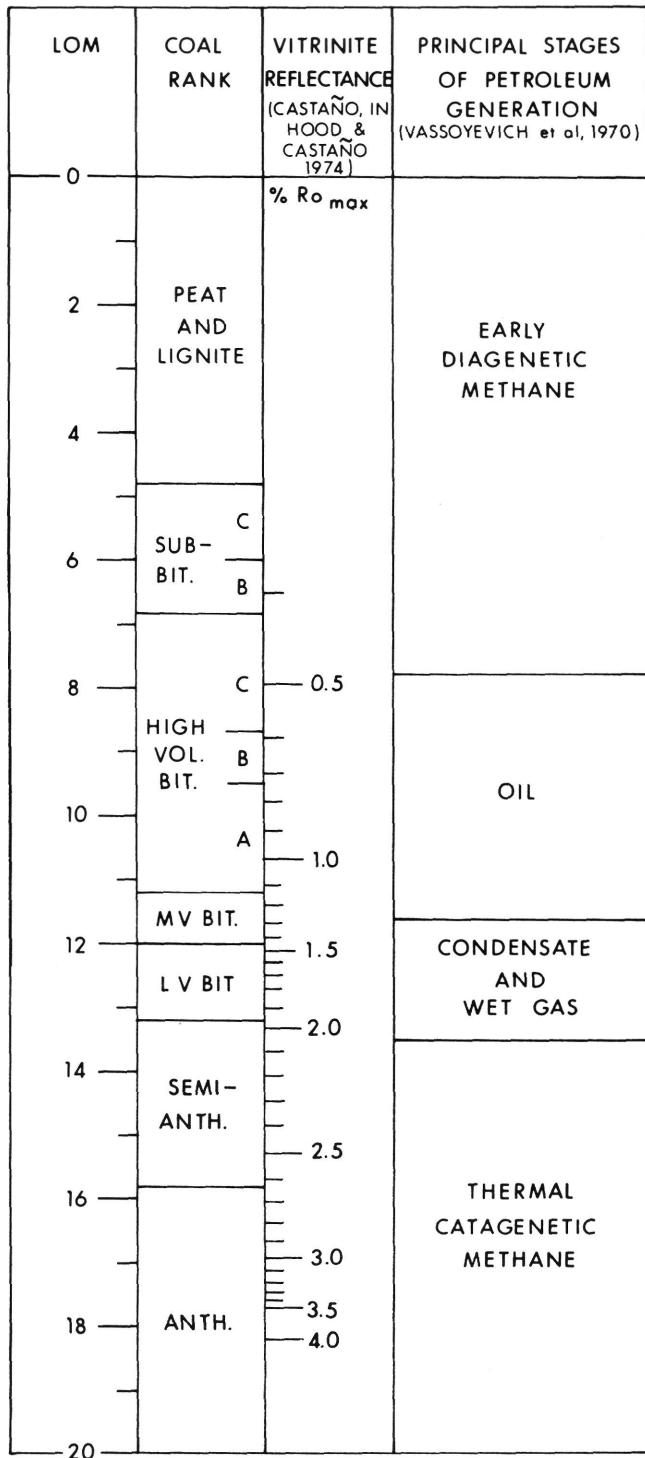 LOM
COAL
RANK
VITRINITE
REFLECTANCE
(CASTAÑO, IN
HOOD &
CASTAÑO
1974)
PRINCIPAL STAGES
OF PETROLEUM
GENERATION
(VASSOYEVICH et al, 1970)
0
2
4
6
8
10
12
14
16
18
20
PEAT
AND
LIGNITE
SUB-
BIT.
C
B
HIGH
VOL.
BIT.
C
B
A
MV BIT.
LV BIT
SEMI-
ANTH.
ANTH.
% Ro max
0.5
1.0
1.5
2.0
2.5
3.0
3.5
4.0
EARLY
DIAGENETIC
METHANE
OIL
CONDENSATE
AND
WET GAS
THERMAL
CATAGENETIC
METHANE